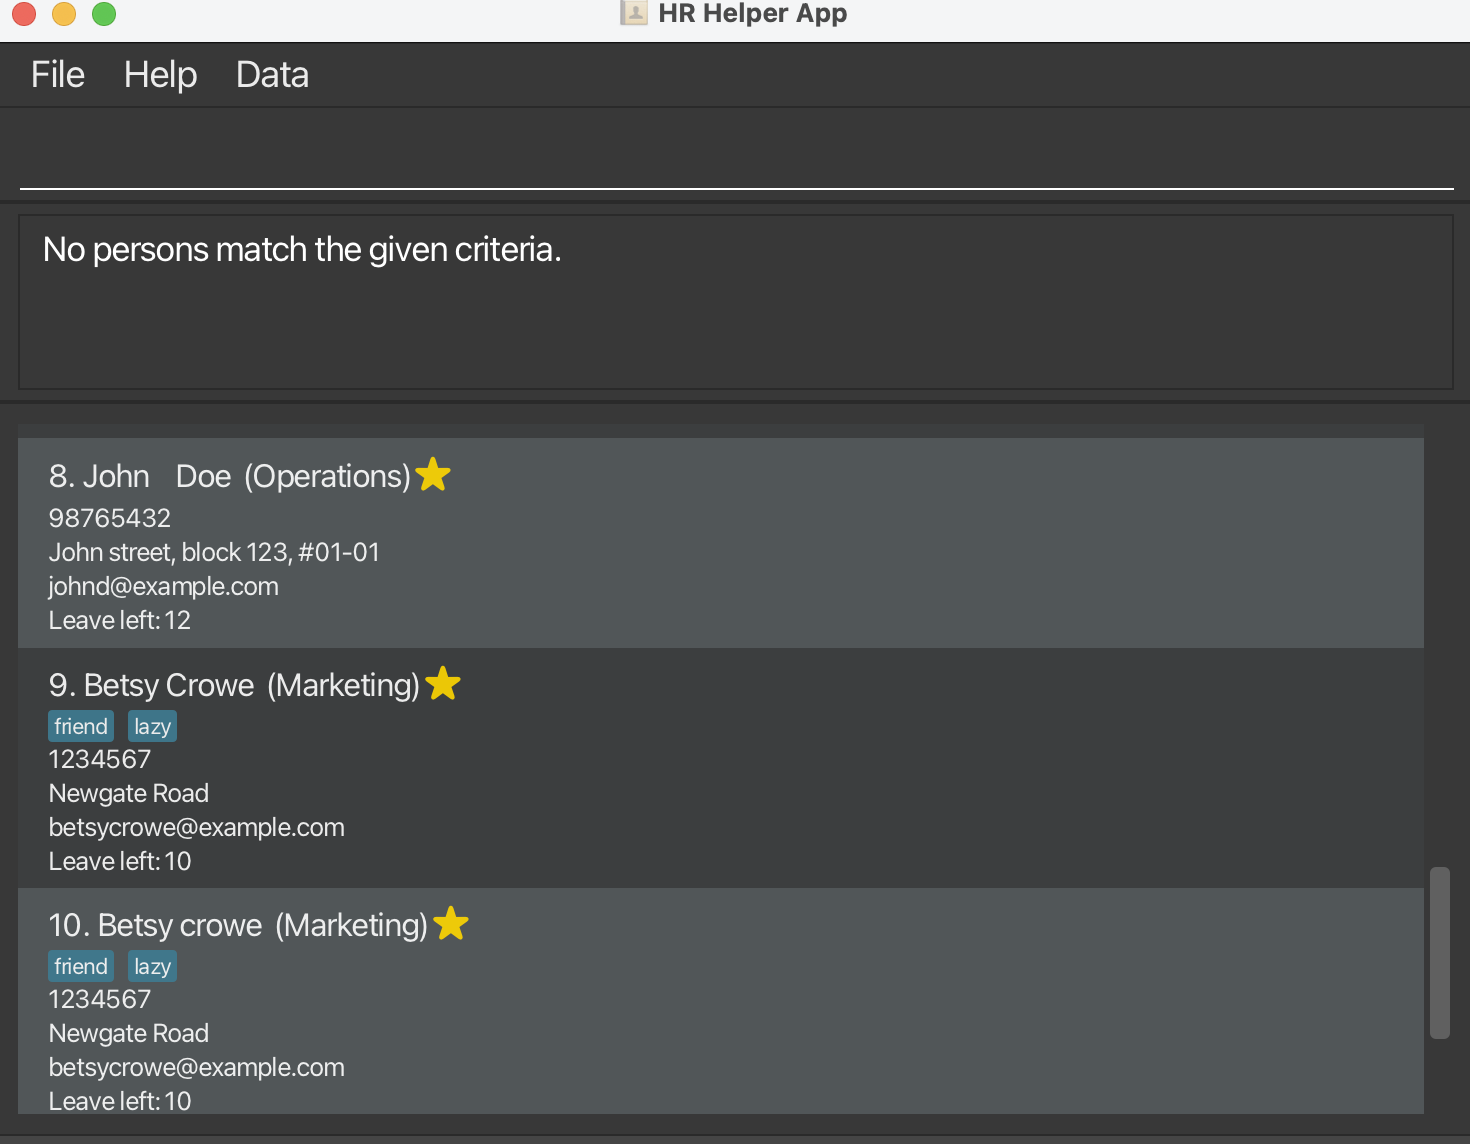 HR Helper App
File Help Data
No persons match the given criteria.
8. John    Doe (Operations)
98765432
John street, block 123, #01-01
johnd@example.com
Leave left: 12
9. Betsy Crowe (Marketing)
friend lazy
1234567
Newgate Road
betsycrowe@example.com
Leave left: 10
10. Betsy crowe (Marketing)
friend lazy
1234567
Newgate Road
betsycrowe@example.com
Leave left: 10